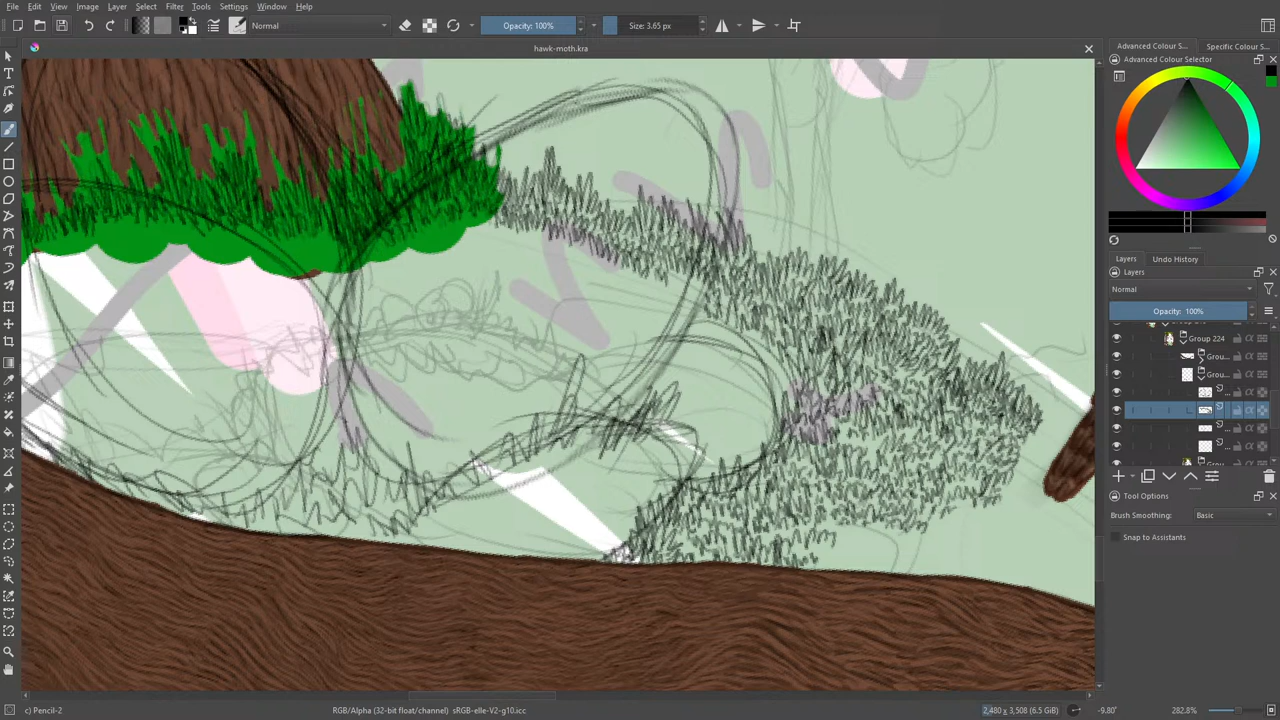 File Edit View Image Layer Select Filter Tools Settings Window Help
Normal Opacity: 100% Size: 3.65 px
hawk-moth.kra
Advanced Colour S... Specific Colour S...
Advanced Colour Selector
Layers Undo History
Layers
Normal
Opacity: 100%
Group 224
Grou...
Grou...
...
...
...
...
Tool Options
Brush Smoothing: Basic
Snap to Assistants
c) Pencil-2 RGB/Alpha (32-bit float/channel) sRGB-elle-V2-g10.icc 2,480 x 3,508 (6.5 GiB) -9.80° 282.8%